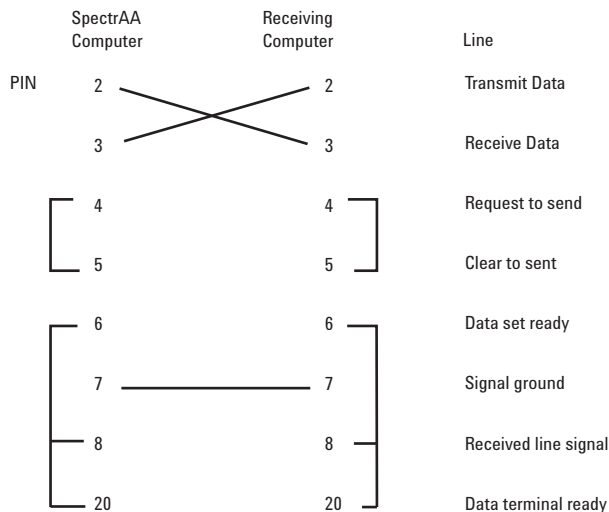 SpectrAA Computer Receiving Computer Line
PIN 2 2 Transmit Data
3 3 Receive Data
4 4 Request to send
5 5 Clear to sent
6 6 Data set ready
7 7 Signal ground
8 8 Received line signal
20 20 Data terminal ready